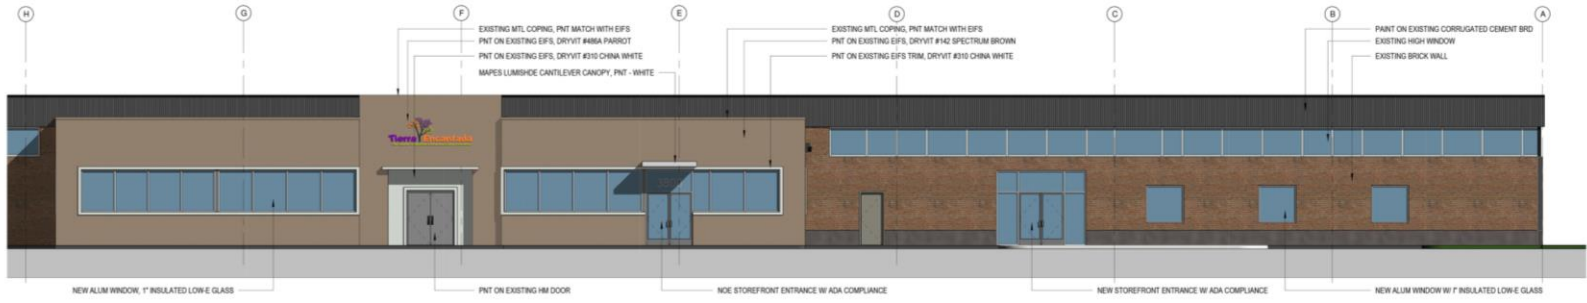 H G F E D C B A
EXISTING MTL COPING, PNT MATCH WITH EIFS
PNT ON EXISTING EIFS, DRYVIT #486A PARROT
PNT ON EXISTING EIFS, DRYVIT #310 CHINA WHITE
MAPES LUMISHDE CANTILEVER CANOPY, PNT - WHITE
EXISTING MTL COPING, PNT MATCH WITH EIFS
PNT ON EXISTING EIFS, DRYVIT #142 SPECTRUM BROWN
PNT ON EXISTING EIFS TRIM, DRYVIT #310 CHINA WHITE
PAINT ON EXISTING CORRUGATED CEMENT BRD
EXISTING HIGH WINDOW
EXISTING BRICK WALL
Tierra Encantada
NEW ALUM WINDOW, 1" INSULATED LOW-E GLASS
PNT ON EXISTING HM DOOR
NOE STOREFRONT ENTRANCE W/ ADA COMPLIANCE
NEW STOREFRONT ENTRANCE W/ ADA COMPLIANCE
NEW ALUM WINDOW W/ 1" INSULATED LOW-E GLASS